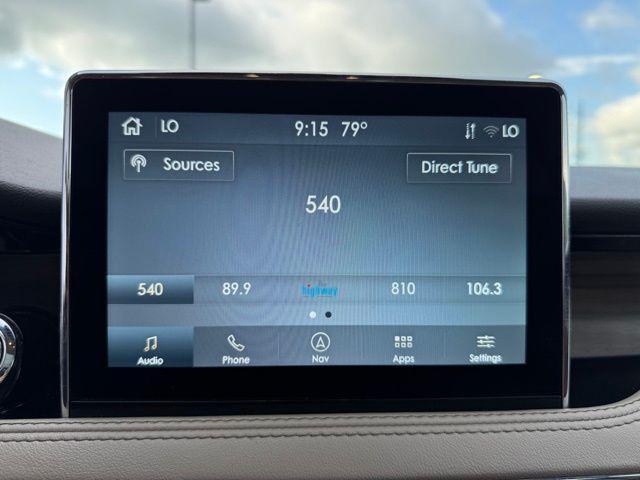 LO 9:15 79° LO
Sources Direct Tune
540
540 89.9 highway 810 106.3
Audio Phone Nav Apps Settings